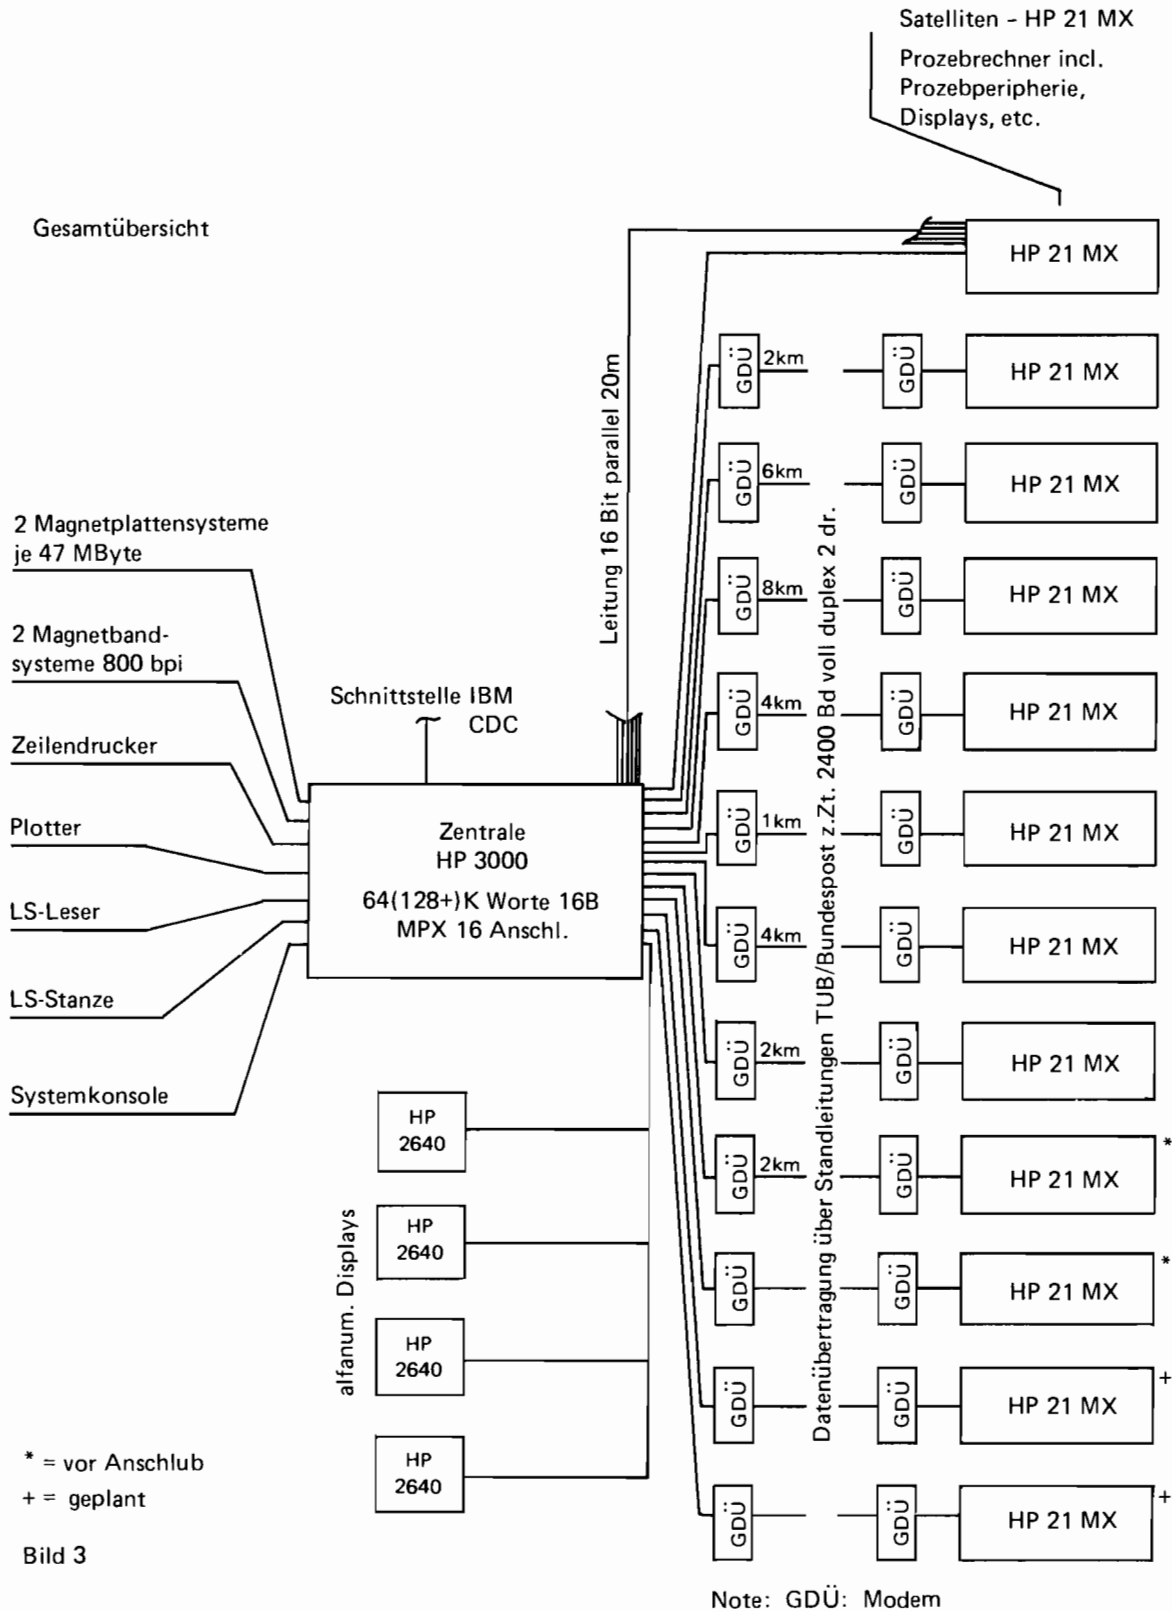 Satelliten - HP 21 MX
Prozebrechner incl.
Prozebperipherie,
Displays, etc.
Gesamtübersicht
HP 21 MX
Leitung 16 Bit parallel 20m
GDÜ
2km
GDÜ
HP 21 MX
GDÜ
6km
GDÜ
HP 21 MX
GDÜ
8km
GDÜ
HP 21 MX
GDÜ
4km
GDÜ
HP 21 MX
GDÜ
1km
GDÜ
HP 21 MX
GDÜ
4km
GDÜ
HP 21 MX
GDÜ
2km
GDÜ
HP 21 MX
GDÜ
2km
GDÜ
HP 21 MX *
GDÜ
GDÜ
HP 21 MX *
GDÜ
GDÜ
HP 21 MX +
GDÜ
GDÜ
HP 21 MX +
Datenübertragung über Standleitungen TUB/Bundespost z.Zt. 2400 Bd voll duplex 2 dr.
2 Magnetplattensysteme
je 47 MByte
2 Magnetband-
systeme 800 bpi
Zeilendrucker
Plotter
LS-Leser
LS-Stanze
Systemkonsole
Schnittstelle IBM
CDC
Zentrale
HP 3000
64(128+)K Worte 16B
MPX 16 Anschl.
alfanum. Displays
HP
2640
HP
2640
HP
2640
HP
2640
* = vor Anschlub
+ = geplant
Bild 3
Note: GDÜ: Modem